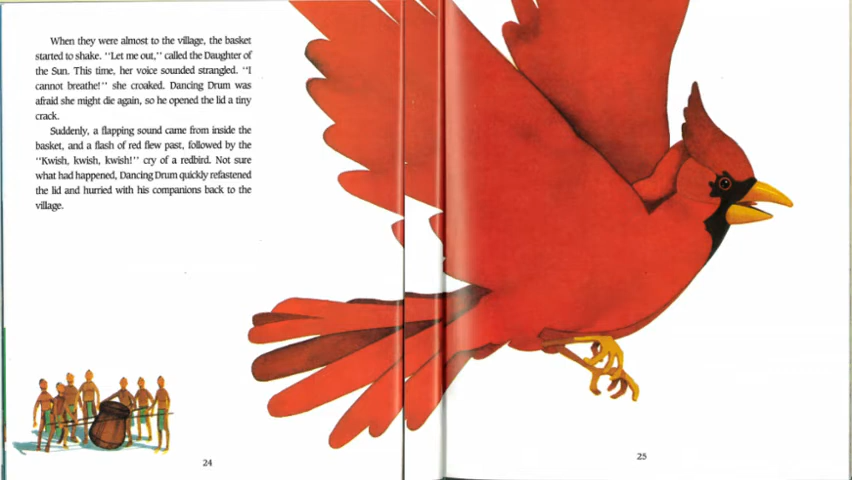 When they were almost to the village, the basket
started to shake. "Let me out," called the Daughter of
the Sun. This time, her voice sounded strangled. "I
cannot breathe!" she croaked. Dancing Drum was
afraid she might die again, so he opened the lid a tiny
crack.
Suddenly, a flapping sound came from inside the
basket, and a flash of red flew past, followed by the
"Kwish, kwish, kwish!" cry of a redbird. Not sure
what had happened, Dancing Drum quickly refastened
the lid and hurried with his companions back to the
village.
24
25